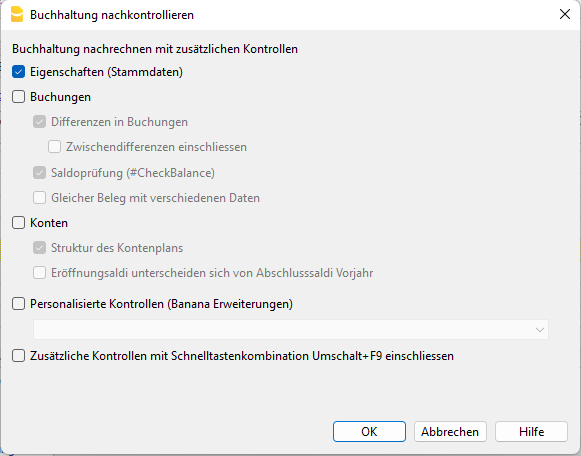 Buchhaltung nachkontrollieren
Buchhaltung nachrechnen mit zusätzlichen Kontrollen
Eigenschaften (Stammdaten)
Buchungen
Differenzen in Buchungen
Zwischendifferenzen einschliessen
Saldoprüfung (#CheckBalance)
Gleicher Beleg mit verschiedenen Daten
Konten
Struktur des Kontenplans
Eröffnungsaldi unterscheiden sich von Abschlusssaldi Vorjahr
Personalisierte Kontrollen (Banana Erweiterungen)
Zusätzliche Kontrollen mit Schnelltastenkombination Umschalt+F9 einschliessen
OK Abbrechen Hilfe